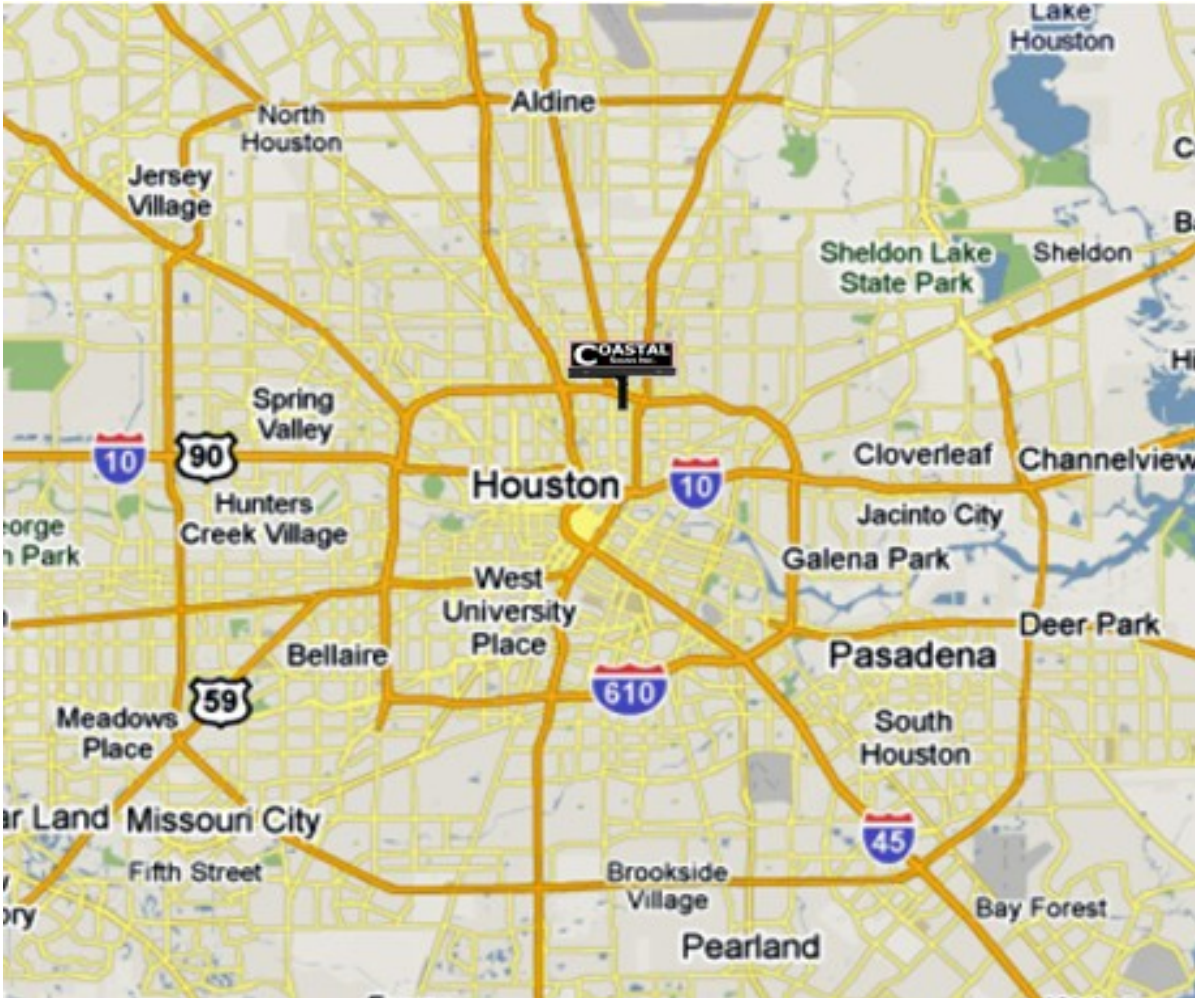 Lake
Houston
Aldine
North
Houston
Jersey
Village
Sheldon Lake
State Park
Sheldon
COASTAL
Spring
Valley
10
90
Cloverleaf
Channelview
Houston
10
Hunters
Creek Village
Jacinto City
eorge
n Park
Galena Park
West
University
Place
Deer Park
Bellaire
Pasadena
59
610
Meadows
Place
South
Houston
ar Land
Missouri City
45
Fifth Street
Brookside
Village
ory
Bay Forest
Pearland